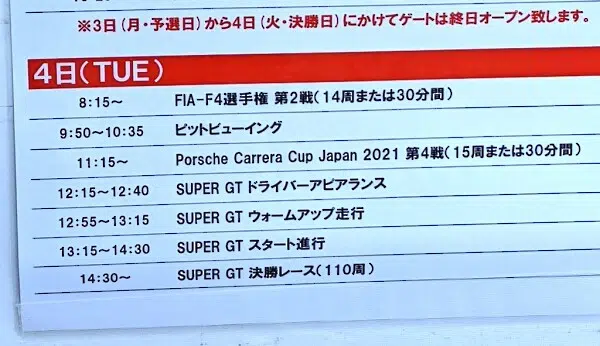 ※3日（月・予選日）から4日（火・決勝日）にかけてゲートは終日オープン致します。
4日（TUE）
8:15～ FIA-F4選手権 第2戦（14周または30分間）
9:50～10:35 ピットビューイング
11:15～ Porsche Carrera Cup Japan 2021 第4戦（15周または30分間）
12:15～12:40 SUPER GT ドライバーアピアランス
12:55～13:15 SUPER GT ウォームアップ走行
13:15～14:30 SUPER GT スタート進行
14:30～ SUPER GT 決勝レース（110周）